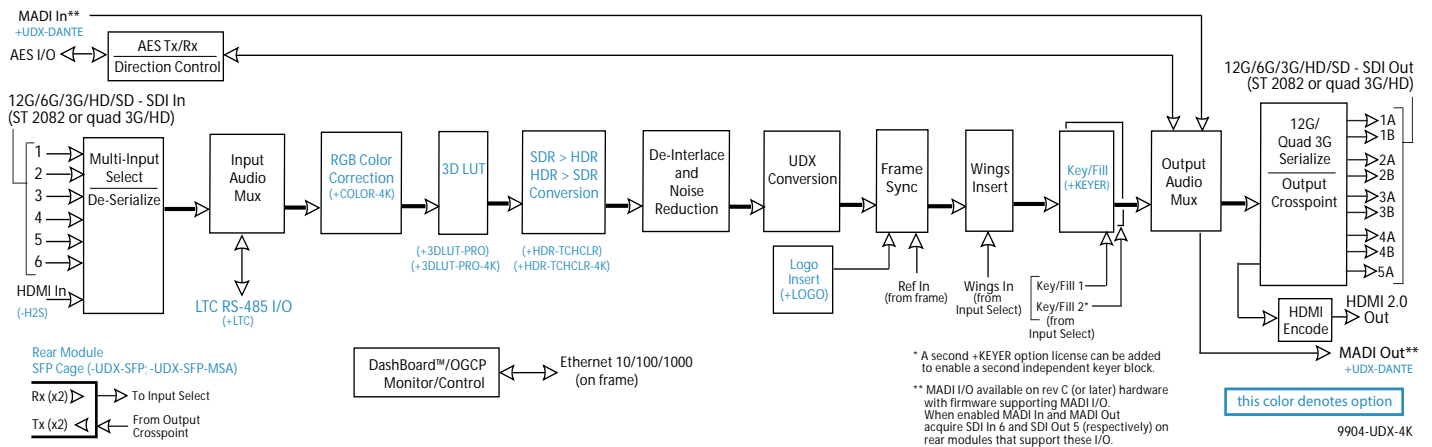 MADI In**
+UDX-DANTE
AES I/O
AES Tx/Rx
Direction Control
12G/6G/3G/HD/SD - SDI In
(ST 2082 or quad 3G/HD)
1
2
3
4
5
6
HDMI In
(-H2S)
Multi-Input
Select
De-Serialize
Input
Audio
Mux
LTC RS-485 I/O
(+LTC)
RGB Color
Correction
(+COLOR-4K)
3D LUT
(+3DLUT-PRO)
(+3DLUT-PRO-4K)
SDR > HDR
HDR > SDR
Conversion
(+HDR-TCHCLR)
(+HDR-TCHCLR-4K)
De-Interlace
and
Noise
Reduction
UDX
Conversion
Logo
Insert
(+LOGO)
Frame
Sync
Ref In
(from frame)
Wings
Insert
Wings In
(from
Input Select)
Key/Fill
(+KEYER)
Key/Fill 1
Key/Fill 2*
(from
Input Select)
Output
Audio
Mux
12G/6G/3G/HD/SD - SDI Out
(ST 2082 or quad 3G/HD)
12G/
Quad 3G
Serialize
Output
Crosspoint
1A
1B
2A
2B
3A
3B
4A
4B
5A
HDMI
Encode
HDMI 2.0
Out
MADI Out**
+UDX-DANTE
Rear Module
SFP Cage (-UDX-SFP; -UDX-SFP-MSA)
Rx (x2)
To Input Select
Tx (x2)
From Output
Crosspoint
DashBoard™/OGCP
Monitor/Control
Ethernet 10/100/1000
(on frame)
* A second +KEYER option license can be added
to enable a second independent keyer block.
** MADI I/O available on rev C (or later) hardware
with firmware supporting MADI I/O.
When enabled MADI In and MADI Out
acquire SDI In 6 and SDI Out 5 (respectively) on
rear modules that support these I/O.
this color denotes option
9904-UDX-4K